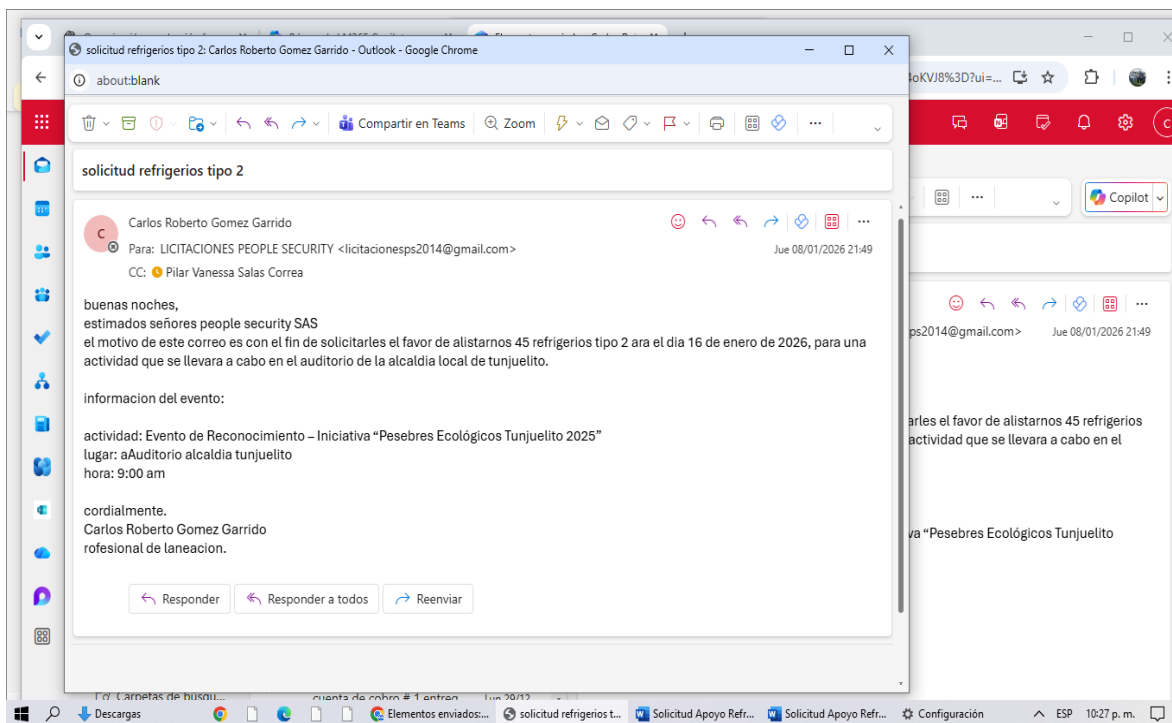 solicitud refrigerios tipo 2: Carlos Roberto Gomez Garrido - Outlook - Google Chrome
about:blank
oKVJ8%3D?ui=...
Compartir en Teams
Zoom
solicitud refrigerios tipo 2
Copilot
Carlos Roberto Gomez Garrido
C
Para: LICITACIONES PEOPLE SECURITY <licitacionesps2014@gmail.com>
Jue 08/01/2026 21:49
CC: Pilar Vanessa Salas Correa
buenas noches,
estimados señores people security SAS
el motivo de este correo es con el fin de solicitarles el favor de alistarnos 45 refrigerios tipo 2 ara el dia 16 de enero de 2026, para una
actividad que se llevara a cabo en el auditorio de la alcaldia local de tunjuelito.
informacion del evento:
actividad: Evento de Reconocimiento – Iniciativa “Pesebres Ecológicos Tunjuelito 2025”
lugar: aAuditorio alcaldia tunjuelito
hora: 9:00 am
cordialmente.
Carlos Roberto Gomez Garrido
rofesional de laneacion.
Responder
Responder a todos
Reenviar
ps2014@gmail.com>
Jue 08/01/2026 21:49
arles el favor de alistarnos 45 refrigerios
actividad que se llevara a cabo en el
va “Pesebres Ecológicos Tunjuelito
Carpetas de búsqu...
cuenta de cobro # 1 entreg
Lun 29/12
Descargas
Elementos enviados:...
solicitud refrigerios t...
Solicitud Apoyo Refr...
Solicitud Apoyo Refr...
Configuración
ESP
10:27 p. m.